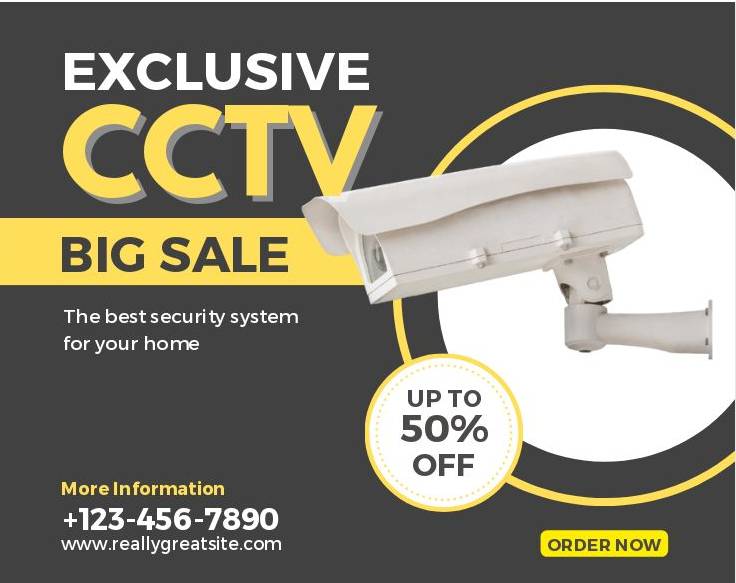 EXCLUSIVE
CCTV
BIG SALE
The best security system
for your home
UP TO
50%
OFF
More Information
+123-456-7890
www.reallygreatsite.com
ORDER NOW